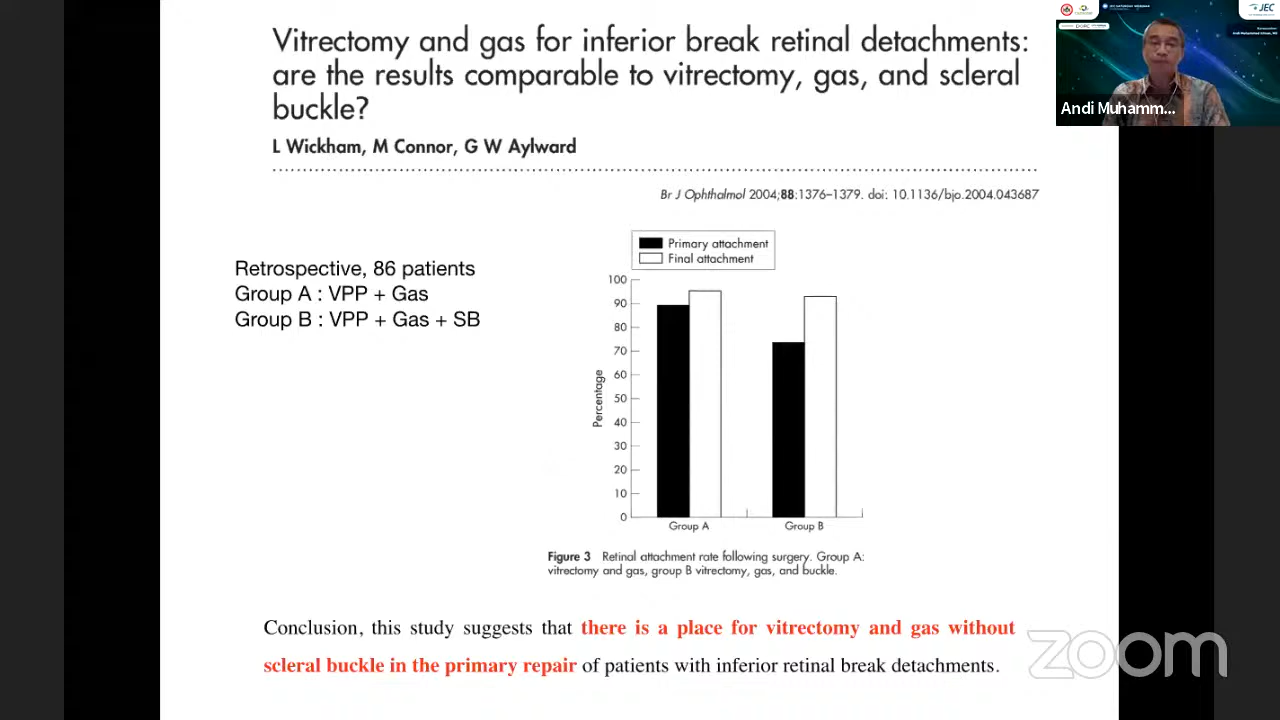 Vitrectomy and gas for inferior break retinal detachments:
are the results comparable to vitrectomy, gas, and scleral
buckle?
L Wickham, M Connor, G W Aylward
Br J Ophthalmol 2004;88:1376–1379. doi: 10.1136/bjo.2004.043687
Retrospective, 86 patients
Group A : VPP + Gas
Group B : VPP + Gas + SB
Primary attachment
Final attachment
100
90
80
70
60
50
40
30
20
10
0
Percentage
Group A
Group B
Figure 3 Retinal attachment rate following surgery. Group A:
vitrectomy and gas, group B vitrectomy, gas, and buckle.
Conclusion, this study suggests that there is a place for vitrectomy and gas without
scleral buckle in the primary repair of patients with inferior retinal break detachments.
JEC
Andi Muhamm...
zoom